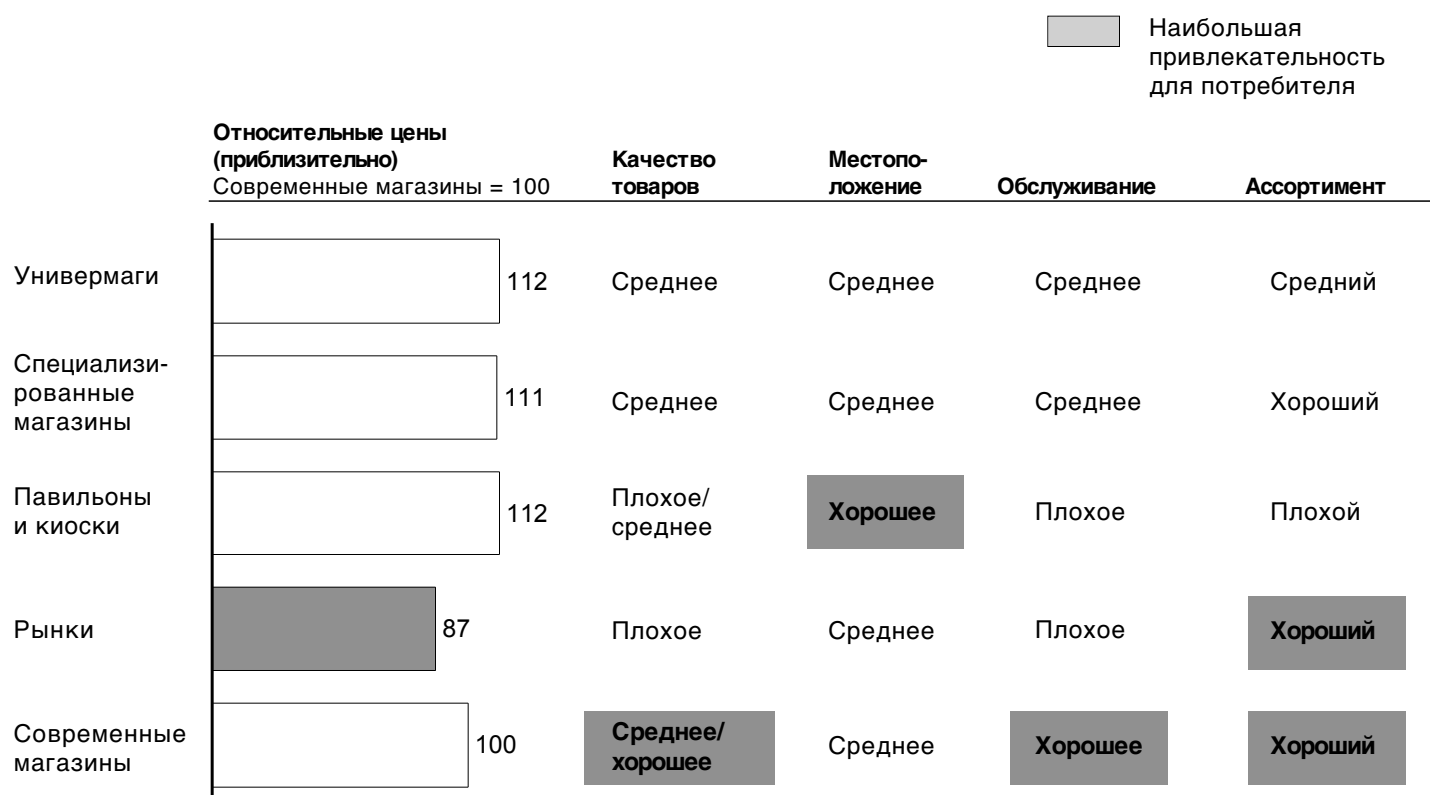 Наибольшая
привлекательность
для потребителя
Относительные цены
(приблизительно)
Современные магазины = 100
Качество
товаров
Местопо-
ложение
Обслуживание
Ассортимент
Универмаги
112
Среднее
Среднее
Среднее
Средний
Специализи-
рованные
магазины
111
Среднее
Среднее
Среднее
Хороший
Павильоны
и киоски
112
Плохое/
среднее
Хорошее
Плохое
Плохой
Рынки
87
Плохое
Среднее
Плохое
Хороший
Современные
магазины
100
Среднее/
хорошее
Среднее
Хорошее
Хороший